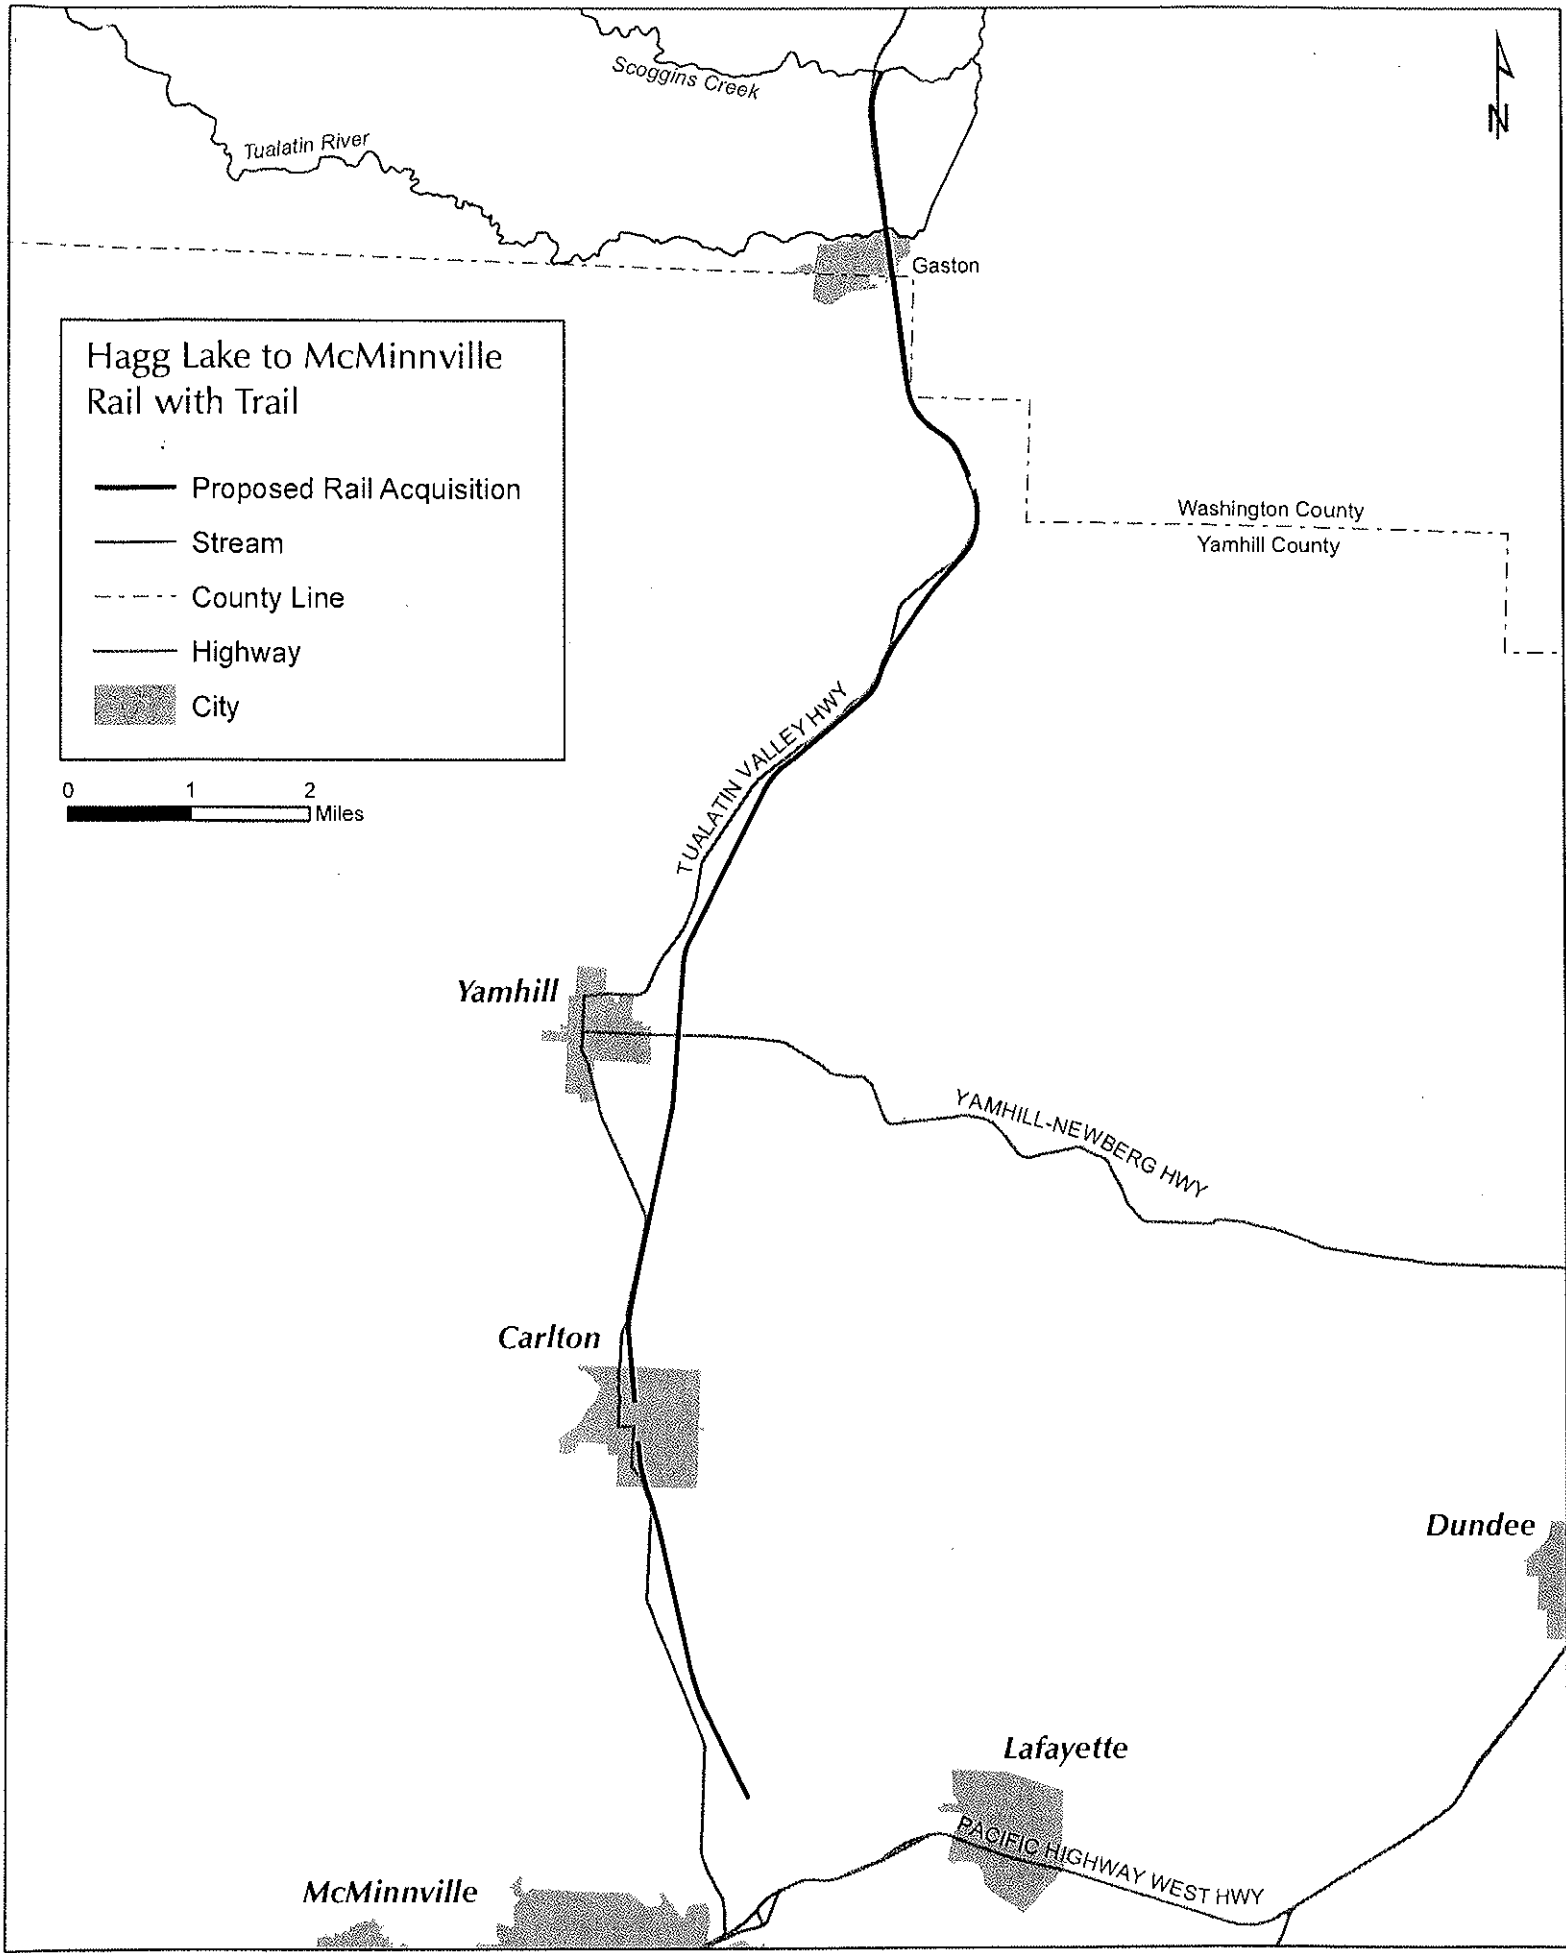 Scoggins Creek
Tualatin River
N
Gaston
Hagg Lake to McMinnville
Rail with Trail
Proposed Rail Acquisition
Stream
County Line
Highway
City
Washington County
Yamhill County
0 1 2
Miles
TUALATIN VALLEY HWY
Yamhill
YAMHILL-NEWBERG HWY
Carlton
Dundee
Lafayette
PACIFIC HIGHWAY WEST HWY
McMinnville